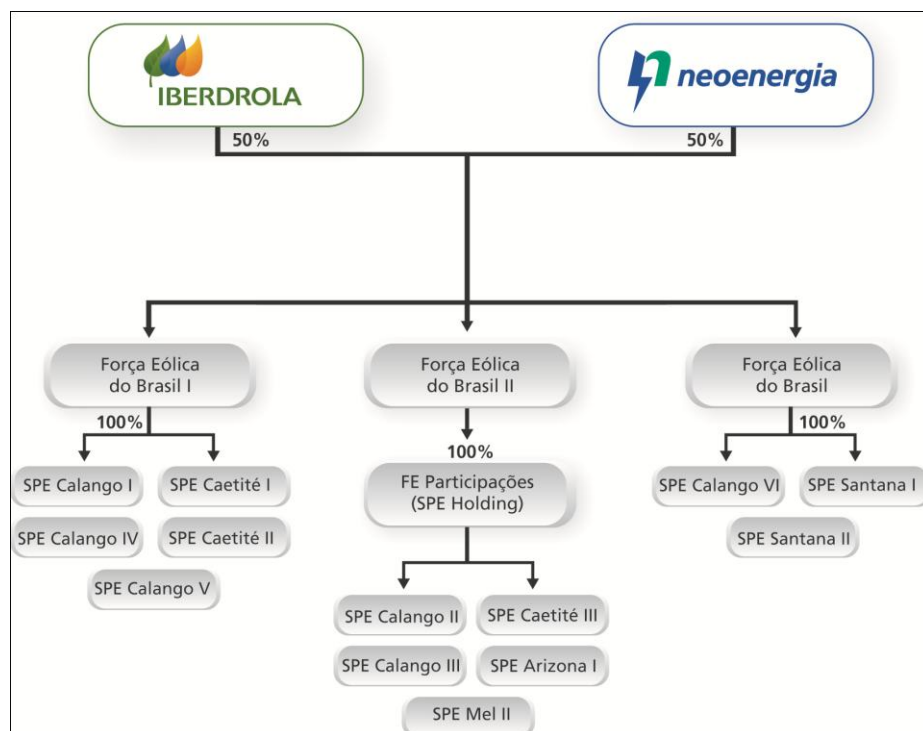 IBERDROLA
neoenergia
50%
50%
Força Eólica
do Brasil I
Força Eólica
do Brasil II
Força Eólica
do Brasil
100%
100%
100%
SPE Calango I
SPE Caetité I
SPE Calango IV
SPE Caetité II
SPE Calango V
FE Participações
(SPE Holding)
SPE Calango VI
SPE Santana I
SPE Santana II
SPE Calango II
SPE Caetité III
SPE Calango III
SPE Arizona I
SPE Mel II